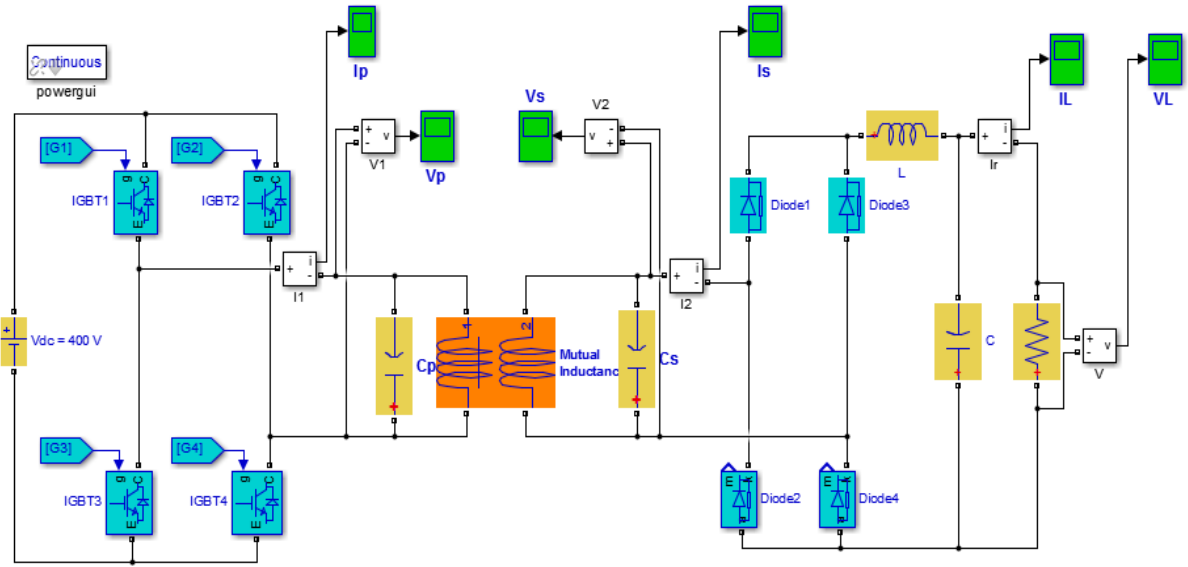 Continuous
powergui
Ip
Is
IL
VL
Vs
V2
+
-
v
V1
Vp
-
+
v
[G1]
[G2]
g
C
E
IGBT1
g
C
E
IGBT2
+
i
-
I1
+
i
-
I2
Diode1
Diode3
+
L
+
i
-
Ir
+
Vdc = 400 V
Cp
+
1
2
Mutual
Inductanc
Cs
+
C
+
+
+
-
v
V
[G3]
[G4]
g
C
E
IGBT3
g
C
E
IGBT4
m
k
a
Diode2
m
k
a
Diode4